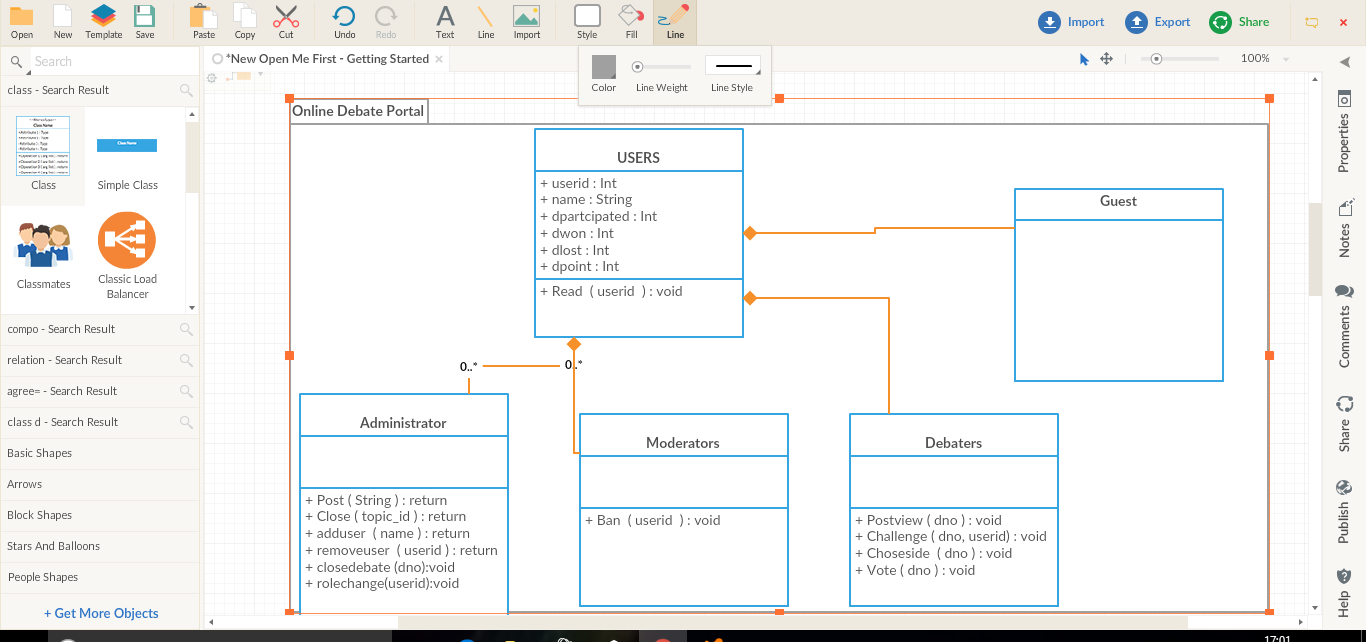 Open New Template Save Paste Copy Cut Undo Redo Text Line Import Style Fill Line Import Export Share
Search
*New Open Me First - Getting Started
100%
Color Line Weight Line Style
class - Search Result
Class
Simple Class
Classmates
Classic Load
Balancer
compo - Search Result
relation - Search Result
agree= - Search Result
class d - Search Result
Basic Shapes
Arrows
Block Shapes
Stars And Balloons
People Shapes
+ Get More Objects
Online Debate Portal
USERS
+ userid : Int
+ name : String
+ dpartcipated : Int
+ dwon : Int
+ dlost : Int
+ dpoint : Int
+ Read ( userid ) : void
Guest
0..*
0..*
Administrator
+ Post ( String ) : return
+ Close ( topic_id ) : return
+ adduser ( name ) : return
+ removeuser ( userid ) : return
+ closedebate (dno):void
+ rolechange(userid):void
Moderators
+ Ban ( userid ) : void
Debaters
+ Postview ( dno ) : void
+ Challenge ( dno, userid) : void
+ Choseside ( dno ) : void
+ Vote ( dno ) : void
Properties
Notes
Comments
Share
Publish
Help
17:01